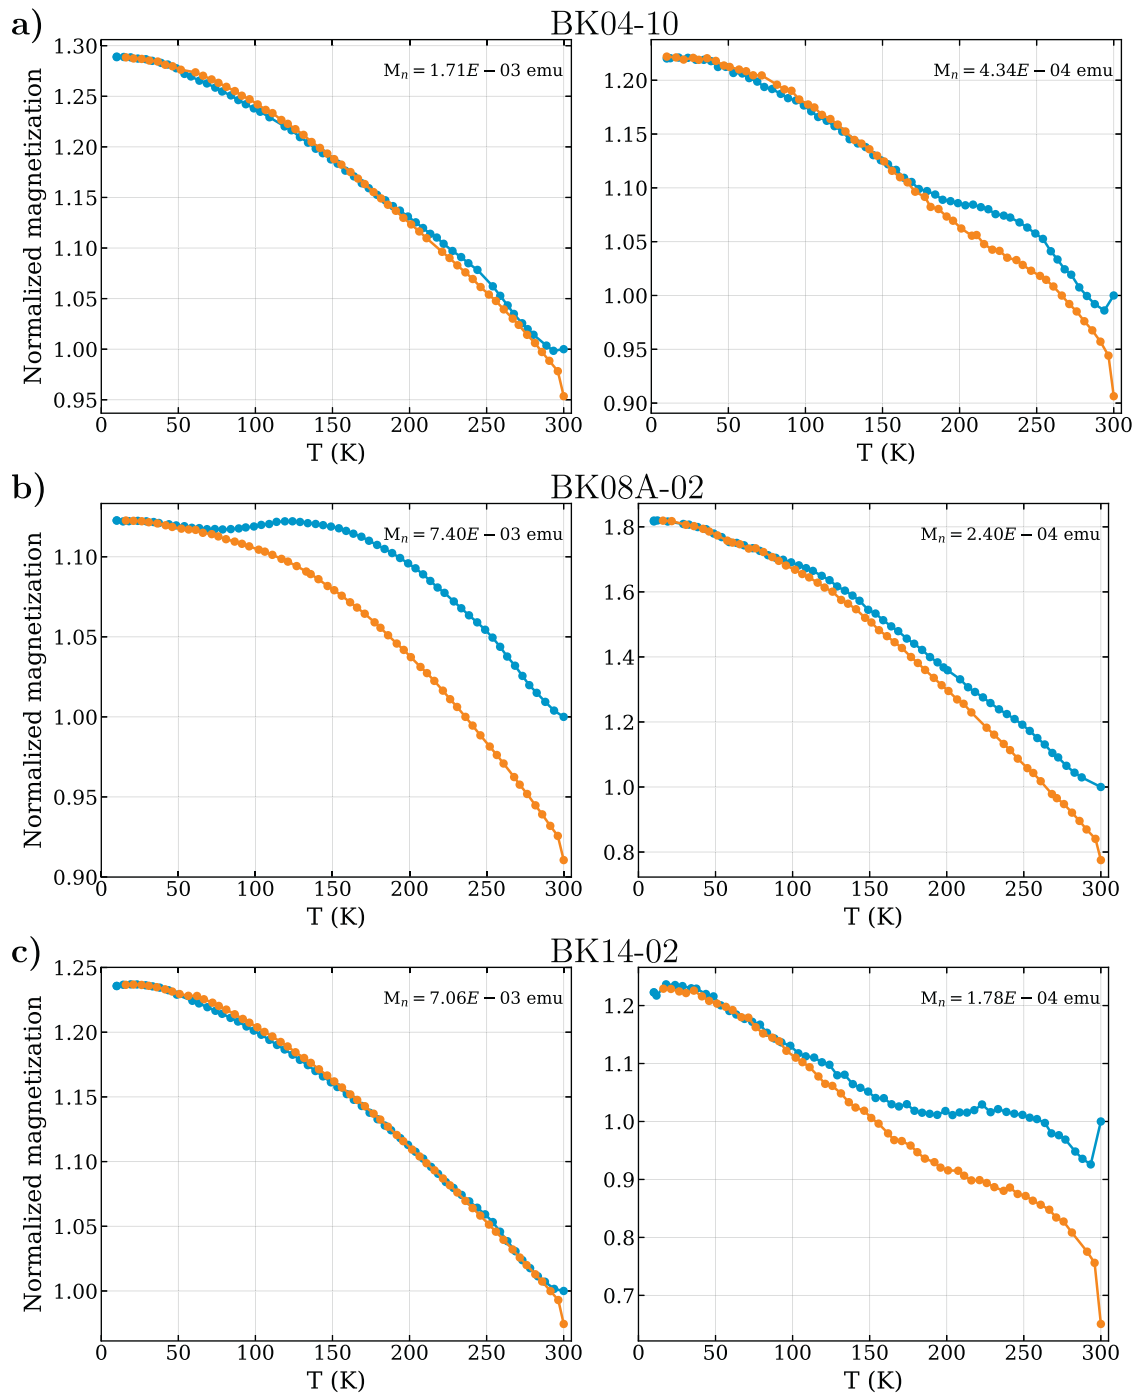 a)
BK04-10
Normalized magnetization
1.30
1.25
1.20
1.15
1.10
1.05
1.00
0.95
M_n = 1.71E − 03 emu
0 50 100 150 200 250 300
T (K)
1.20
1.15
1.10
1.05
1.00
0.95
0.90
M_n = 4.34E − 04 emu
0 50 100 150 200 250 300
T (K)
b)
BK08A-02
Normalized magnetization
1.10
1.05
1.00
0.95
0.90
M_n = 7.40E − 03 emu
0 50 100 150 200 250 300
T (K)
1.8
1.6
1.4
1.2
1.0
0.8
M_n = 2.40E − 04 emu
0 50 100 150 200 250 300
T (K)
c)
BK14-02
Normalized magnetization
1.25
1.20
1.15
1.10
1.05
1.00
M_n = 7.06E − 03 emu
0 50 100 150 200 250 300
T (K)
1.2
1.1
1.0
0.9
0.8
0.7
M_n = 1.78E − 04 emu
0 50 100 150 200 250 300
T (K)